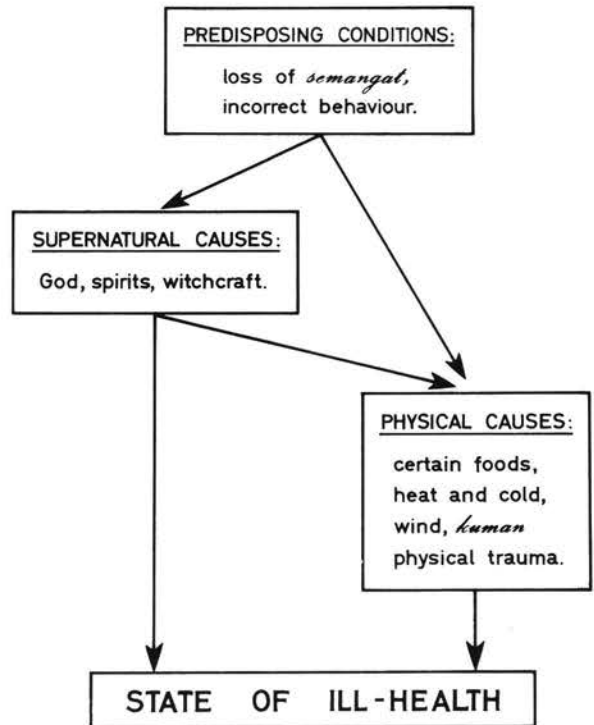 PREDISPOSING CONDITIONS:
loss of semangat,
incorrect behaviour.
SUPERNATURAL CAUSES:
God, spirits, witchcraft.
PHYSICAL CAUSES:
certain foods,
heat and cold,
wind, kuman
physical trauma.
STATE OF ILL-HEALTH